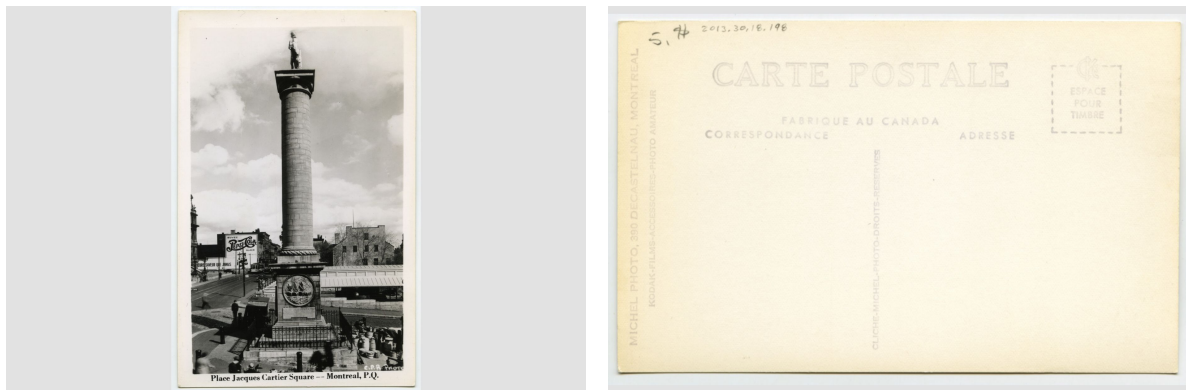 Pepsi-Cola
Place Jacques Cartier Square -- Montreal, P.Q.
5, #
2013.30.18.198
CARTE POSTALE
FABRIQUE AU CANADA
CORRESPONDANCE
ADRESSE
ESPACE
POUR
TIMBRE
MICHEL PHOTO, 380 DECASTELNAU, MONTREAL
KODAK-FILMS-ACCESSOIRES-PHOTO AMATEUR
CLICHE-MICHEL-PHOTO-DROITS-RESERVES